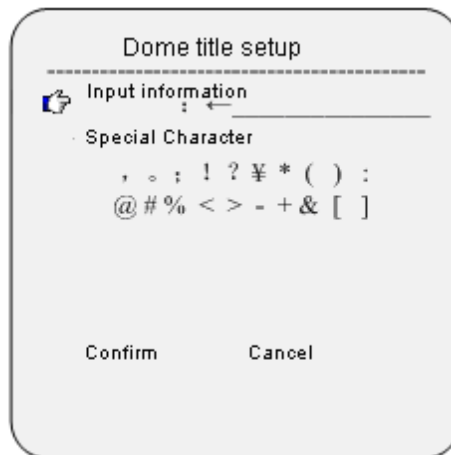 Dome title setup
Input information
: ←
Special Character
, 。 ; ! ? ¥ * ( ) :
@ # % < > - + & [ ]
Confirm Cancel